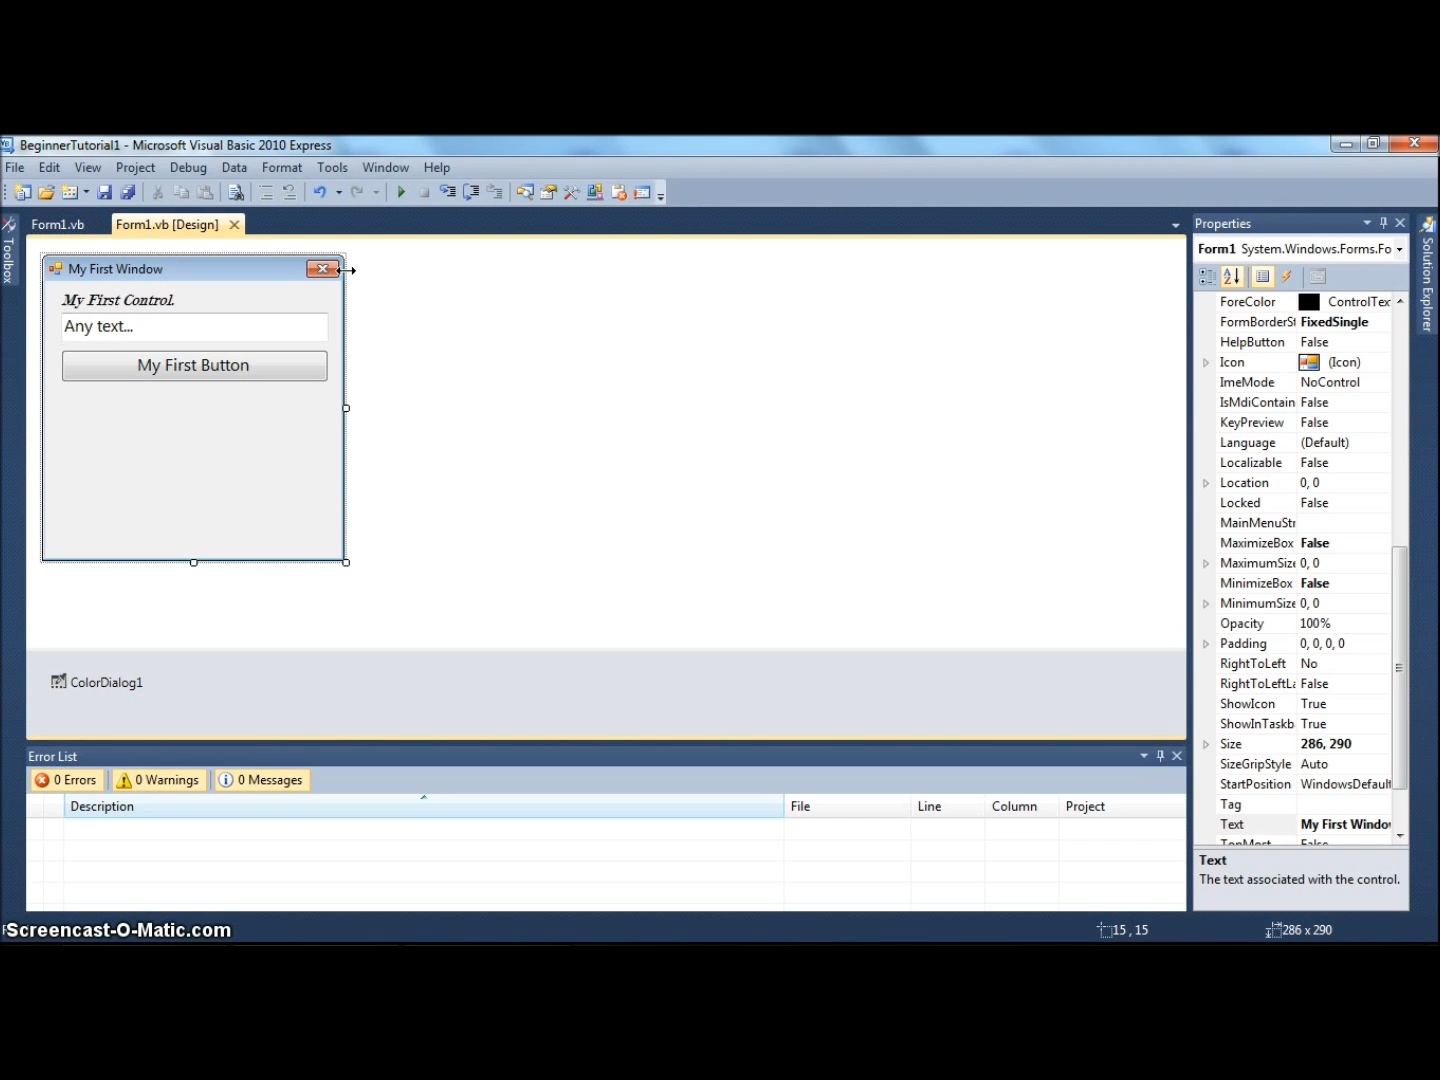 BeginnerTutorial1 - Microsoft Visual Basic 2010 Express
File Edit View Project Debug Data Format Tools Window Help
Toolbox
Form1.vb
Form1.vb [Design]
My First Window
My First Control.
Any text...
My First Button
ColorDialog1
Error List
0 Errors
0 Warnings
0 Messages
Description File Line Column Project
Properties
Form1 System.Windows.Forms.Fo
ForeColor ControlTex
FormBorderSt FixedSingle
HelpButton False
Icon (Icon)
ImeMode NoControl
IsMdiContain False
KeyPreview False
Language (Default)
Localizable False
Location 0, 0
Locked False
MainMenuStr
MaximizeBox False
MaximumSize 0, 0
MinimizeBox False
MinimumSize 0, 0
Opacity 100%
Padding 0, 0, 0, 0
RightToLeft No
RightToLeftLa False
ShowIcon True
ShowInTaskb True
Size 286, 290
SizeGripStyle Auto
StartPosition WindowsDefault
Tag
Text My First Windo
Text
The text associated with the control.
Solution Explorer
Screencast-O-Matic.com
15 , 15
286 x 290